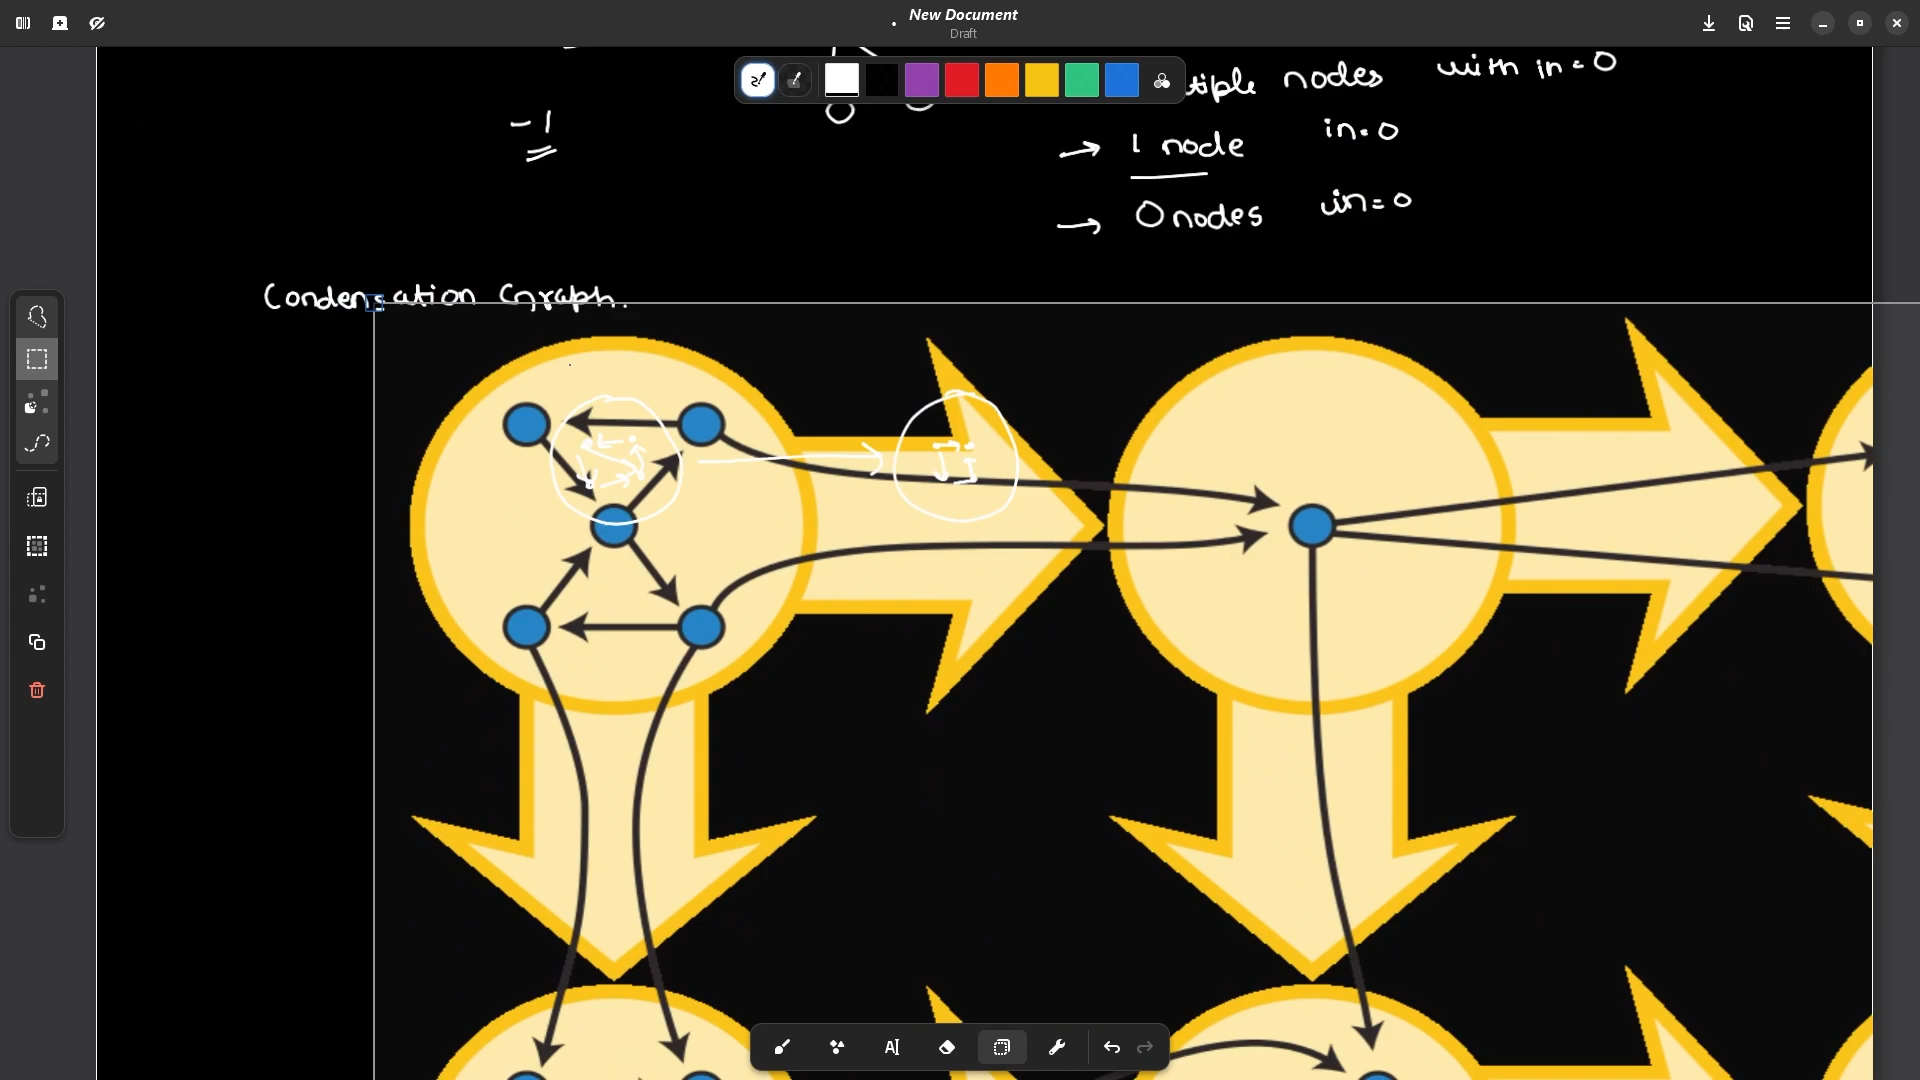 New Document
Draft
tiple nodes with in = 0
- 1
→ 1 node in = 0
→ 0 nodes in = 0
Condensation Graph.